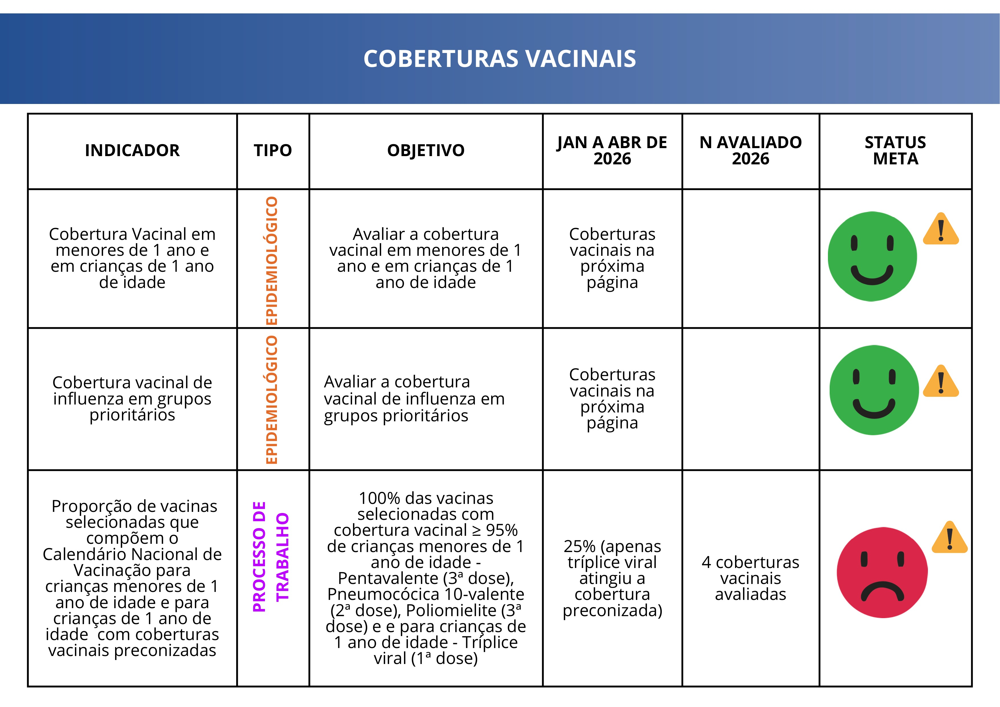 COBERTURAS VACINAIS
INDICADOR
TIPO
OBJETIVO
JAN A ABR DE
2026
N AVALIADO
2026
STATUS
META
Cobertura Vacinal em
menores de 1 ano e
em crianças de 1 ano
de idade
EPIDEMIOLÓGICO
Avaliar a cobertura
vacinal em menores de 1
ano e em crianças de 1
ano de idade
Coberturas
vacinais na
próxima
página
Cobertura vacinal de
influenza em grupos
prioritários
EPIDEMIOLÓGICO
Avaliar a cobertura
vacinal de influenza em
grupos prioritários
Coberturas
vacinais na
próxima
página
Proporção de vacinas
selecionadas que
compõem o
Calendário Nacional de
Vacinação para
crianças menores de 1
ano de idade e para
crianças de 1 ano de
idade  com coberturas
vacinais preconizadas
PROCESSO DE
TRABALHO
100% das vacinas
selecionadas com
cobertura vacinal ≥ 95%
de crianças menores de 1
ano de idade -
Pentavalente (3ª dose),
Pneumocócica 10-valente
(2ª dose), Poliomielite (3ª
dose) e e para crianças de
1 ano de idade - Tríplice
viral (1ª dose)
25% (apenas
tríplice viral
atingiu a
cobertura
preconizada)
4 coberturas
vacinais
avaliadas